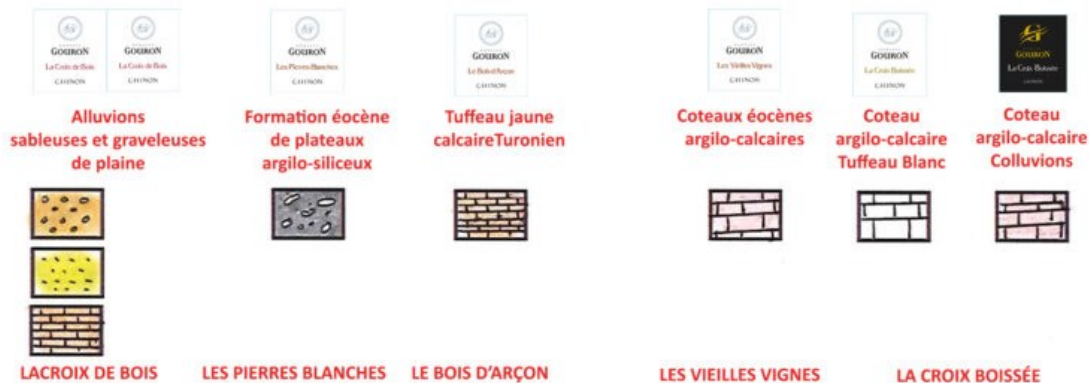 GOURON
La Croix de Bois
CHINON
GOURON
La Croix de Bois
CHINON
GOURON
Les Pierres Blanches
CHINON
GOURON
Le Bois d'Arçon
CHINON
GOURON
Les Vieilles Vignes
CHINON
GOURON
La Croix Boissée
CHINON
GOURON
La Croix Boissée
CHINON
Alluvions
sableuses et graveleuses
de plaine
Formation éocène
de plateaux
argilo-siliceux
Tuffeau jaune
calcaireTuronien
Coteaux éocènes
argilo-calcaires
Coteau
argilo-calcaire
Tuffeau Blanc
Coteau
argilo-calcaire
Colluvions
LACROIX DE BOIS
LES PIERRES BLANCHES
LE BOIS D'ARÇON
LES VIEILLES VIGNES
LA CROIX BOISSÉE